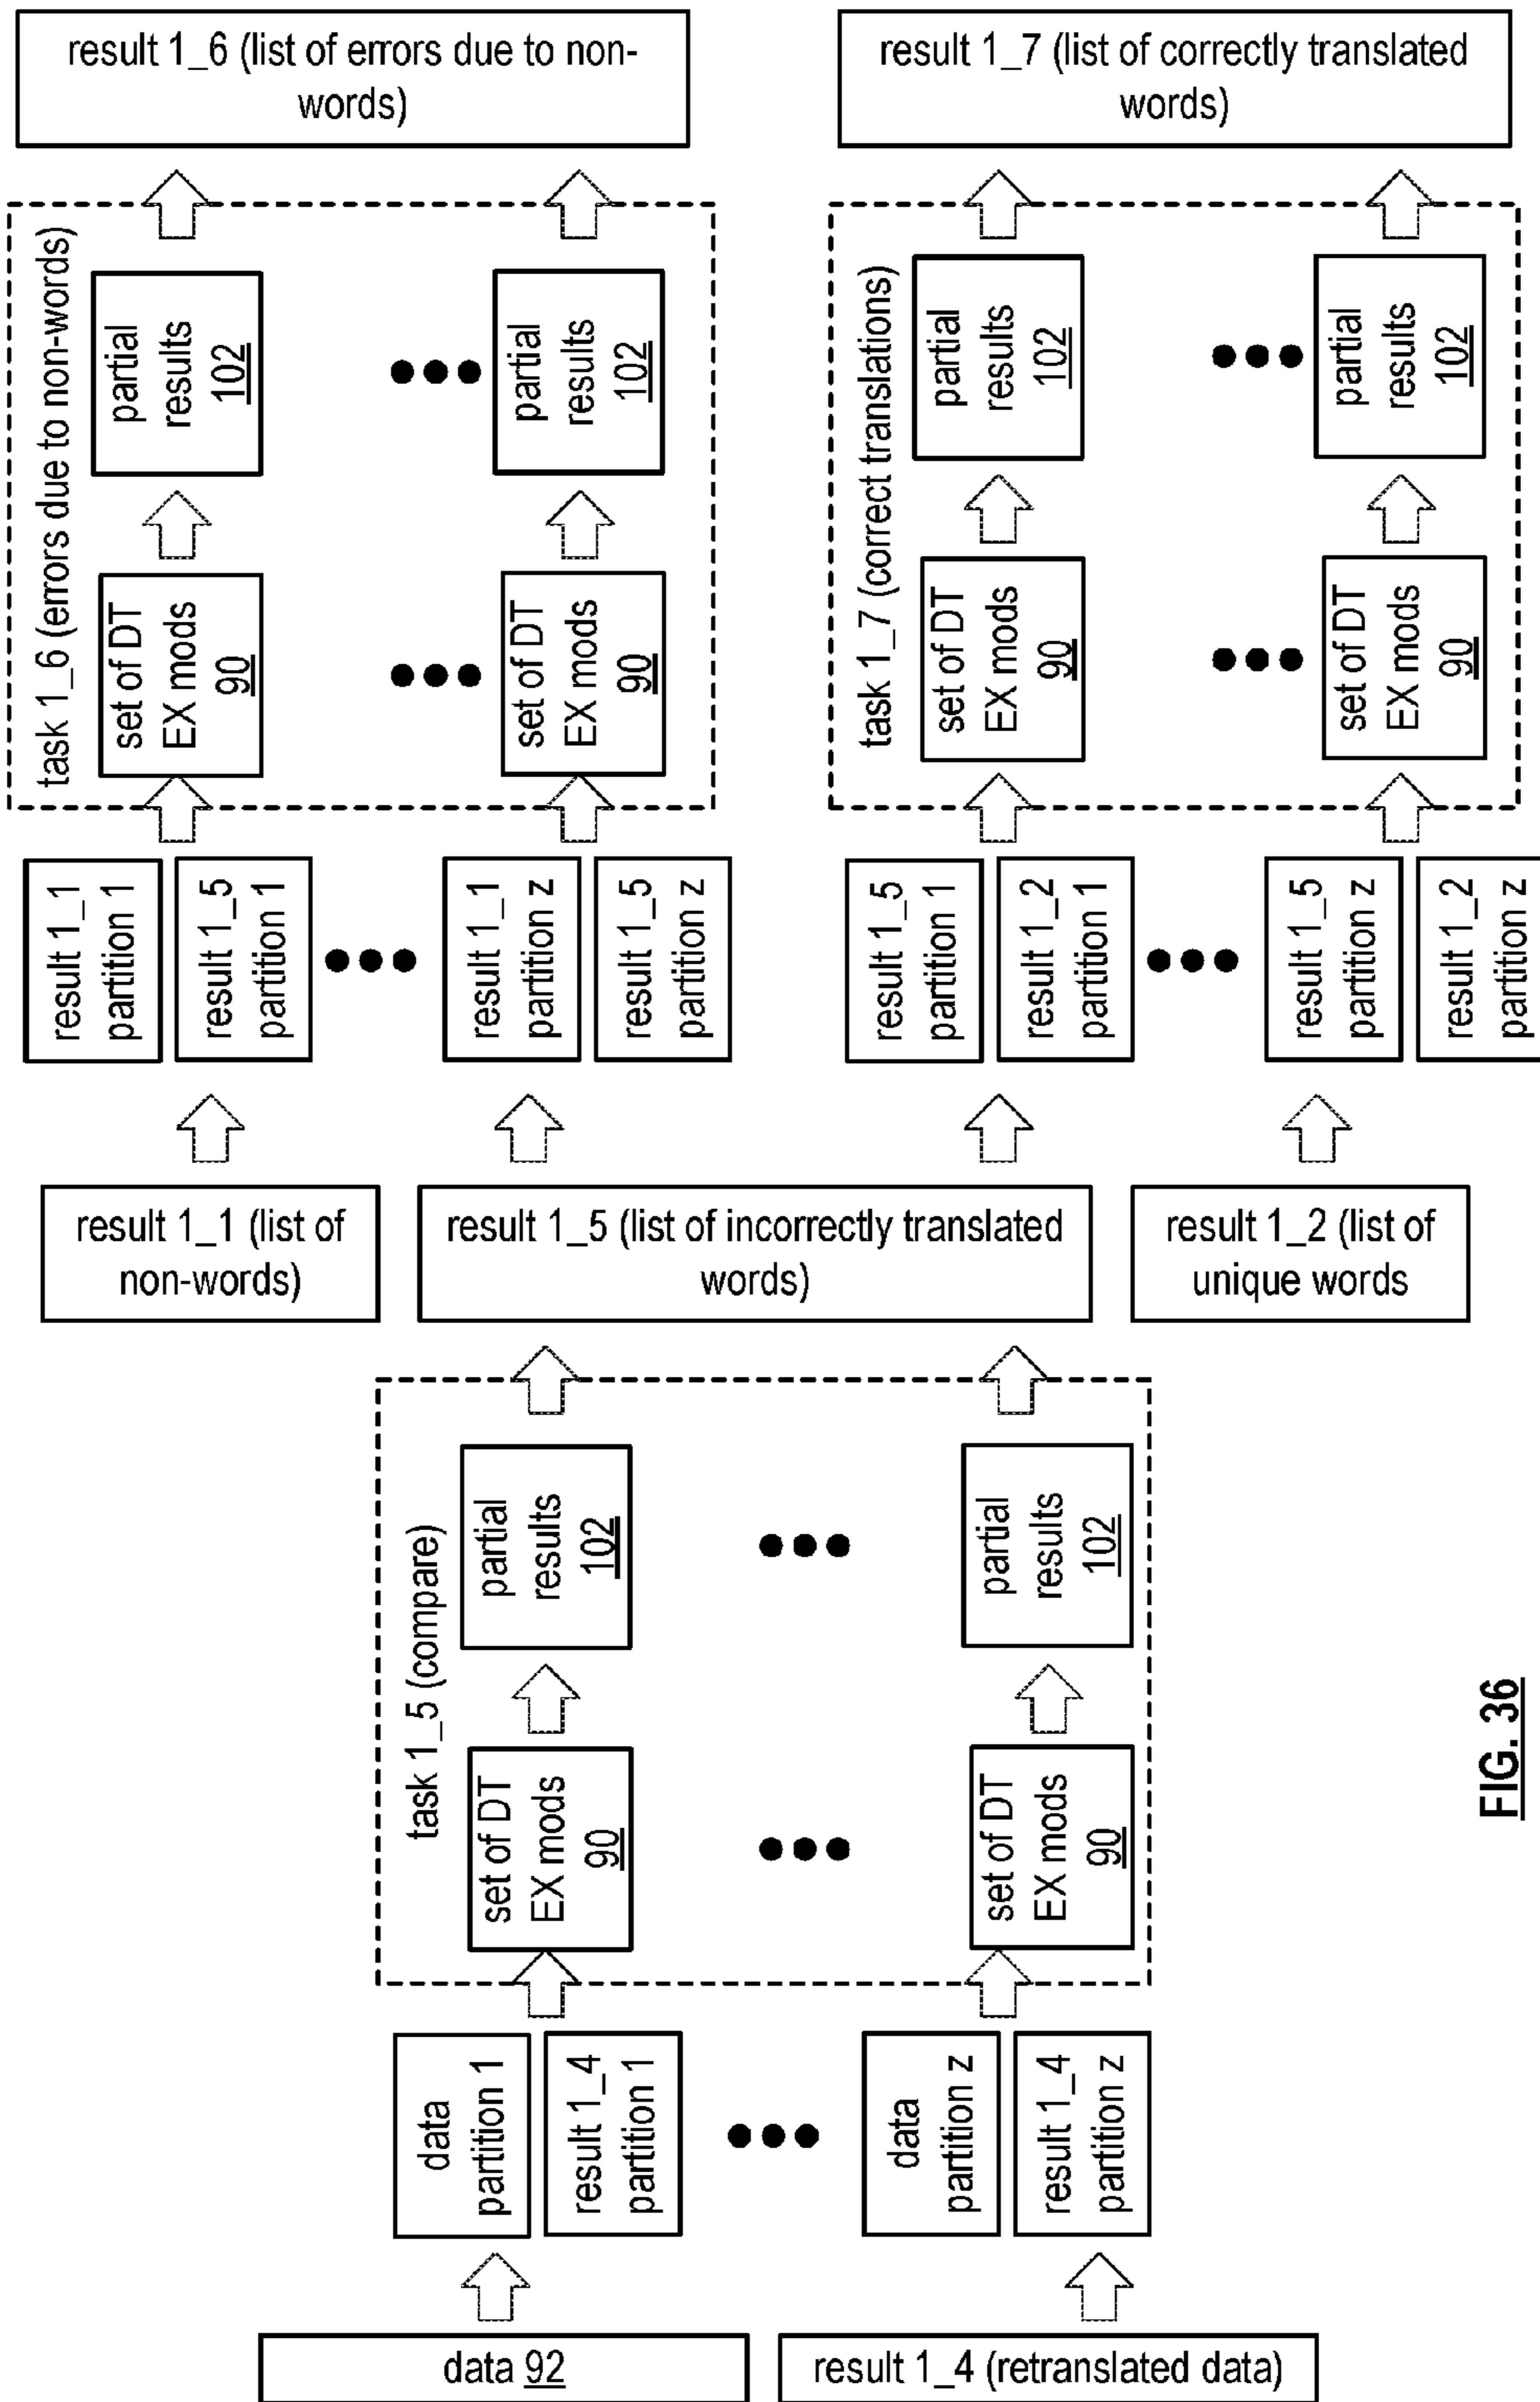 result 1_6 (list of errors due to non-
words)
result 1_7 (list of correctly translated
words)
task 1_6 (errors due to non-words)
partial
results
102
partial
results
102
set of DT
EX mods
90
set of DT
EX mods
90
task 1_7 (correct translations)
partial
results
102
partial
results
102
set of DT
EX mods
90
set of DT
EX mods
90
result 1_1
partition 1
result 1_5
partition 1
result 1_1
partition z
result 1_5
partition z
result 1_5
partition 1
result 1_2
partition 1
result 1_5
partition z
result 1_2
partition z
result 1_1 (list of
non-words)
result 1_5 (list of incorrectly translated
words)
result 1_2 (list of
unique words
task 1_5 (compare)
partial
results
102
partial
results
102
set of DT
EX mods
90
set of DT
EX mods
90
data
partition 1
result 1_4
partition 1
data
partition z
result 1_4
partition z
data 92
result 1_4 (retranslated data)
FIG. 36